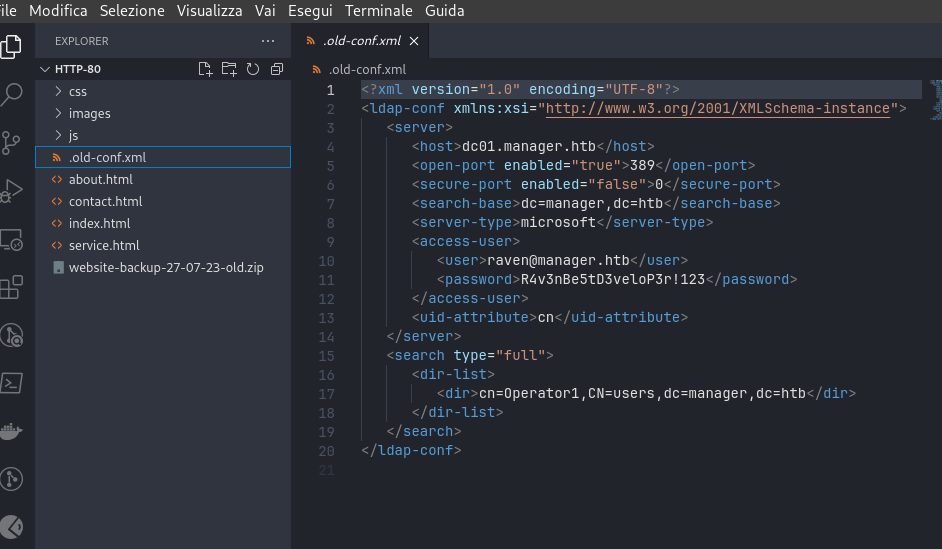 File Modifica Selezione Visualizza Vai Esegui Terminale Guida
EXPLORER ···
HTTP-80
css
images
js
.old-conf.xml
about.html
contact.html
index.html
service.html
website-backup-27-07-23-old.zip
.old-conf.xml
.old-conf.xml
1 <?xml version="1.0" encoding="UTF-8"?>
2 <ldap-conf xmlns:xsi="http://www.w3.org/2001/XMLSchema-instance">
3 <server>
4 <host>dc01.manager.htb</host>
5 <open-port enabled="true">389</open-port>
6 <secure-port enabled="false">0</secure-port>
7 <search-base>dc=manager,dc=htb</search-base>
8 <server-type>microsoft</server-type>
9 <access-user>
10 <user>raven@manager.htb</user>
11 <password>R4v3nBe5tD3veloP3r!123</password>
12 </access-user>
13 <uid-attribute>cn</uid-attribute>
14 </server>
15 <search type="full">
16 <dir-list>
17 <dir>cn=Operator1,CN=users,dc=manager,dc=htb</dir>
18 </dir-list>
19 </search>
20 </ldap-conf>
21